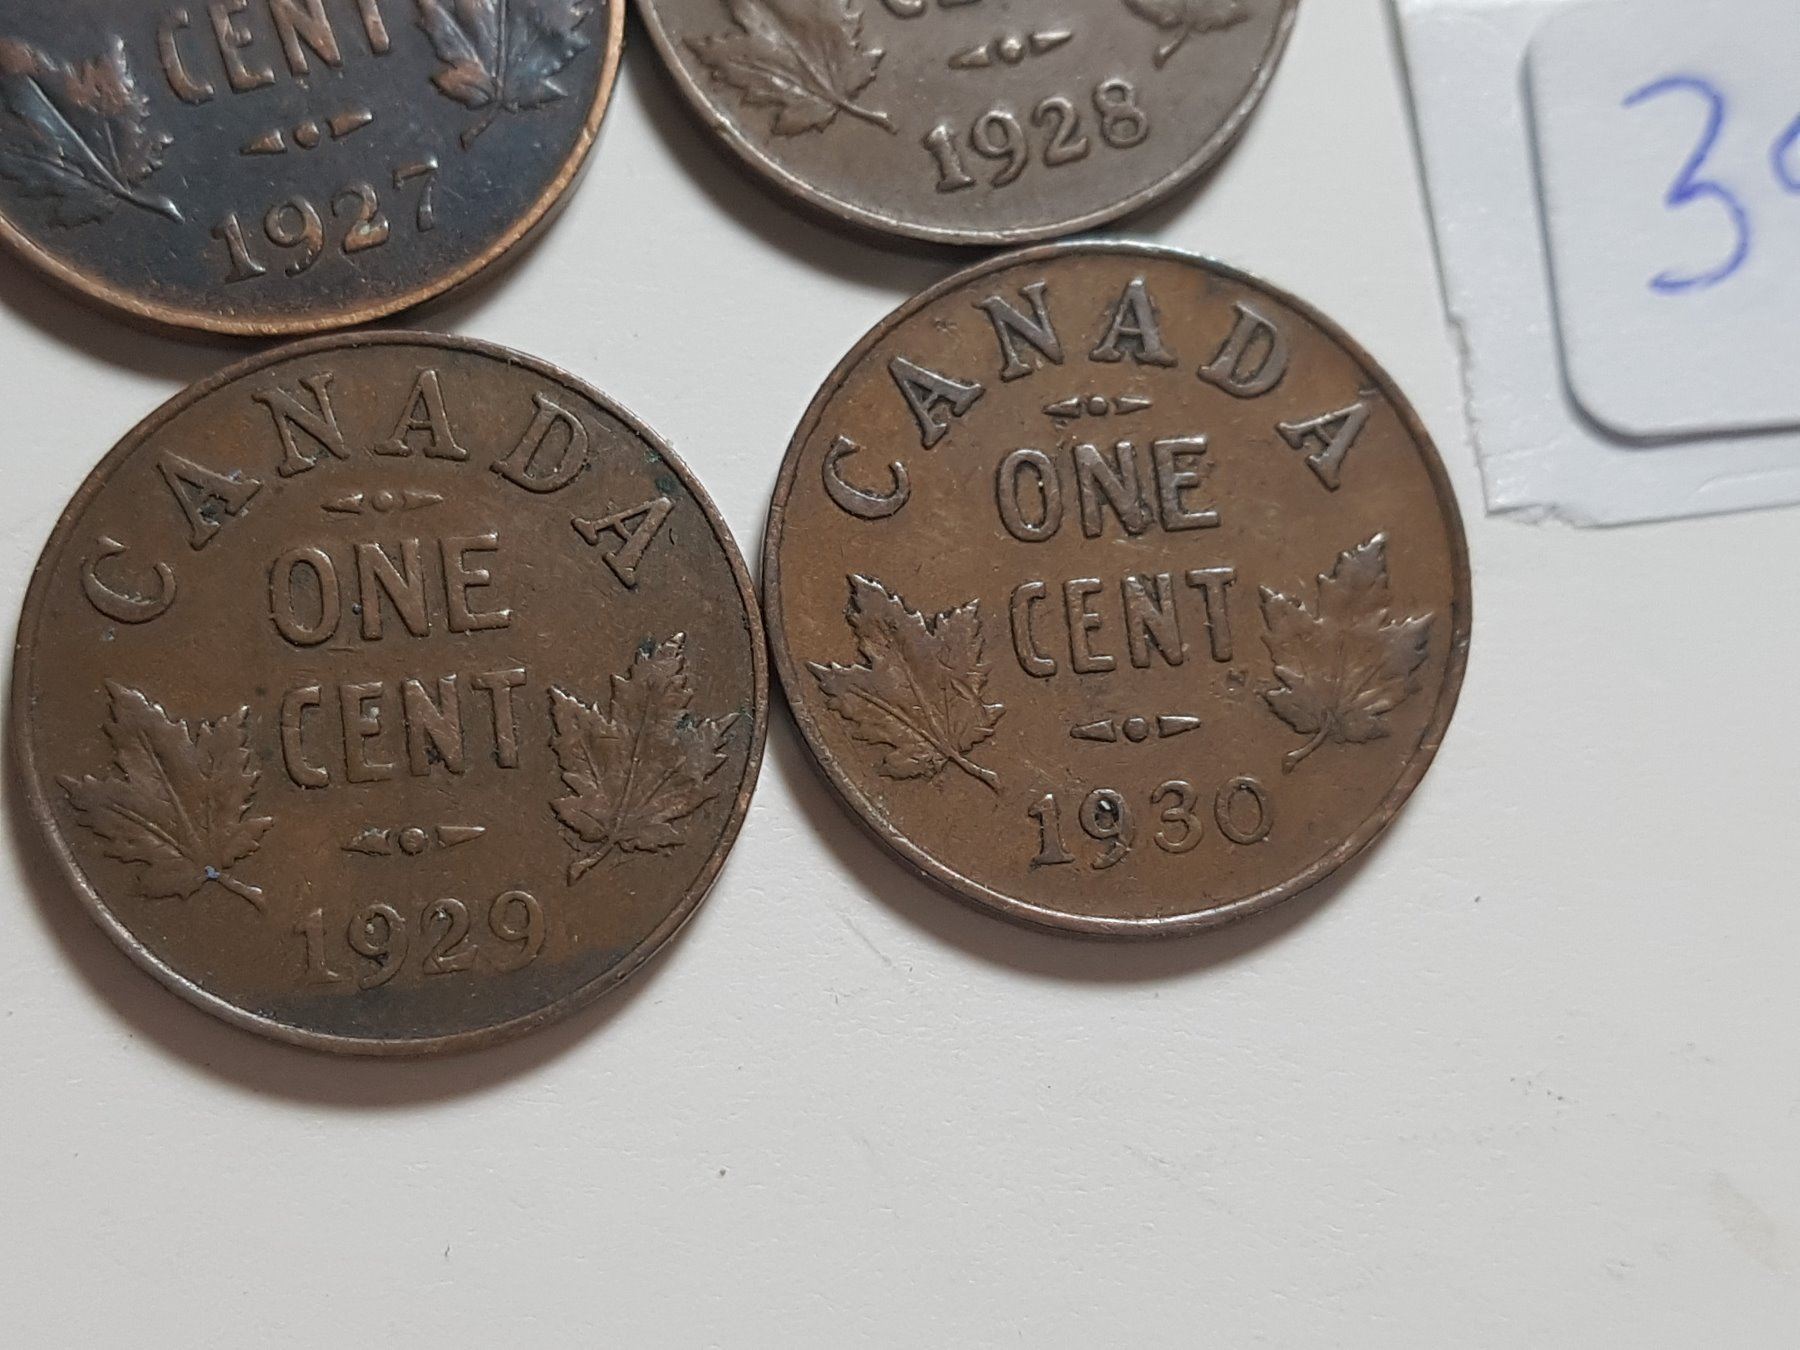 CENT
1927
1928
CANADA
ONE
CENT
1929
CANADA
ONE
CENT
1930